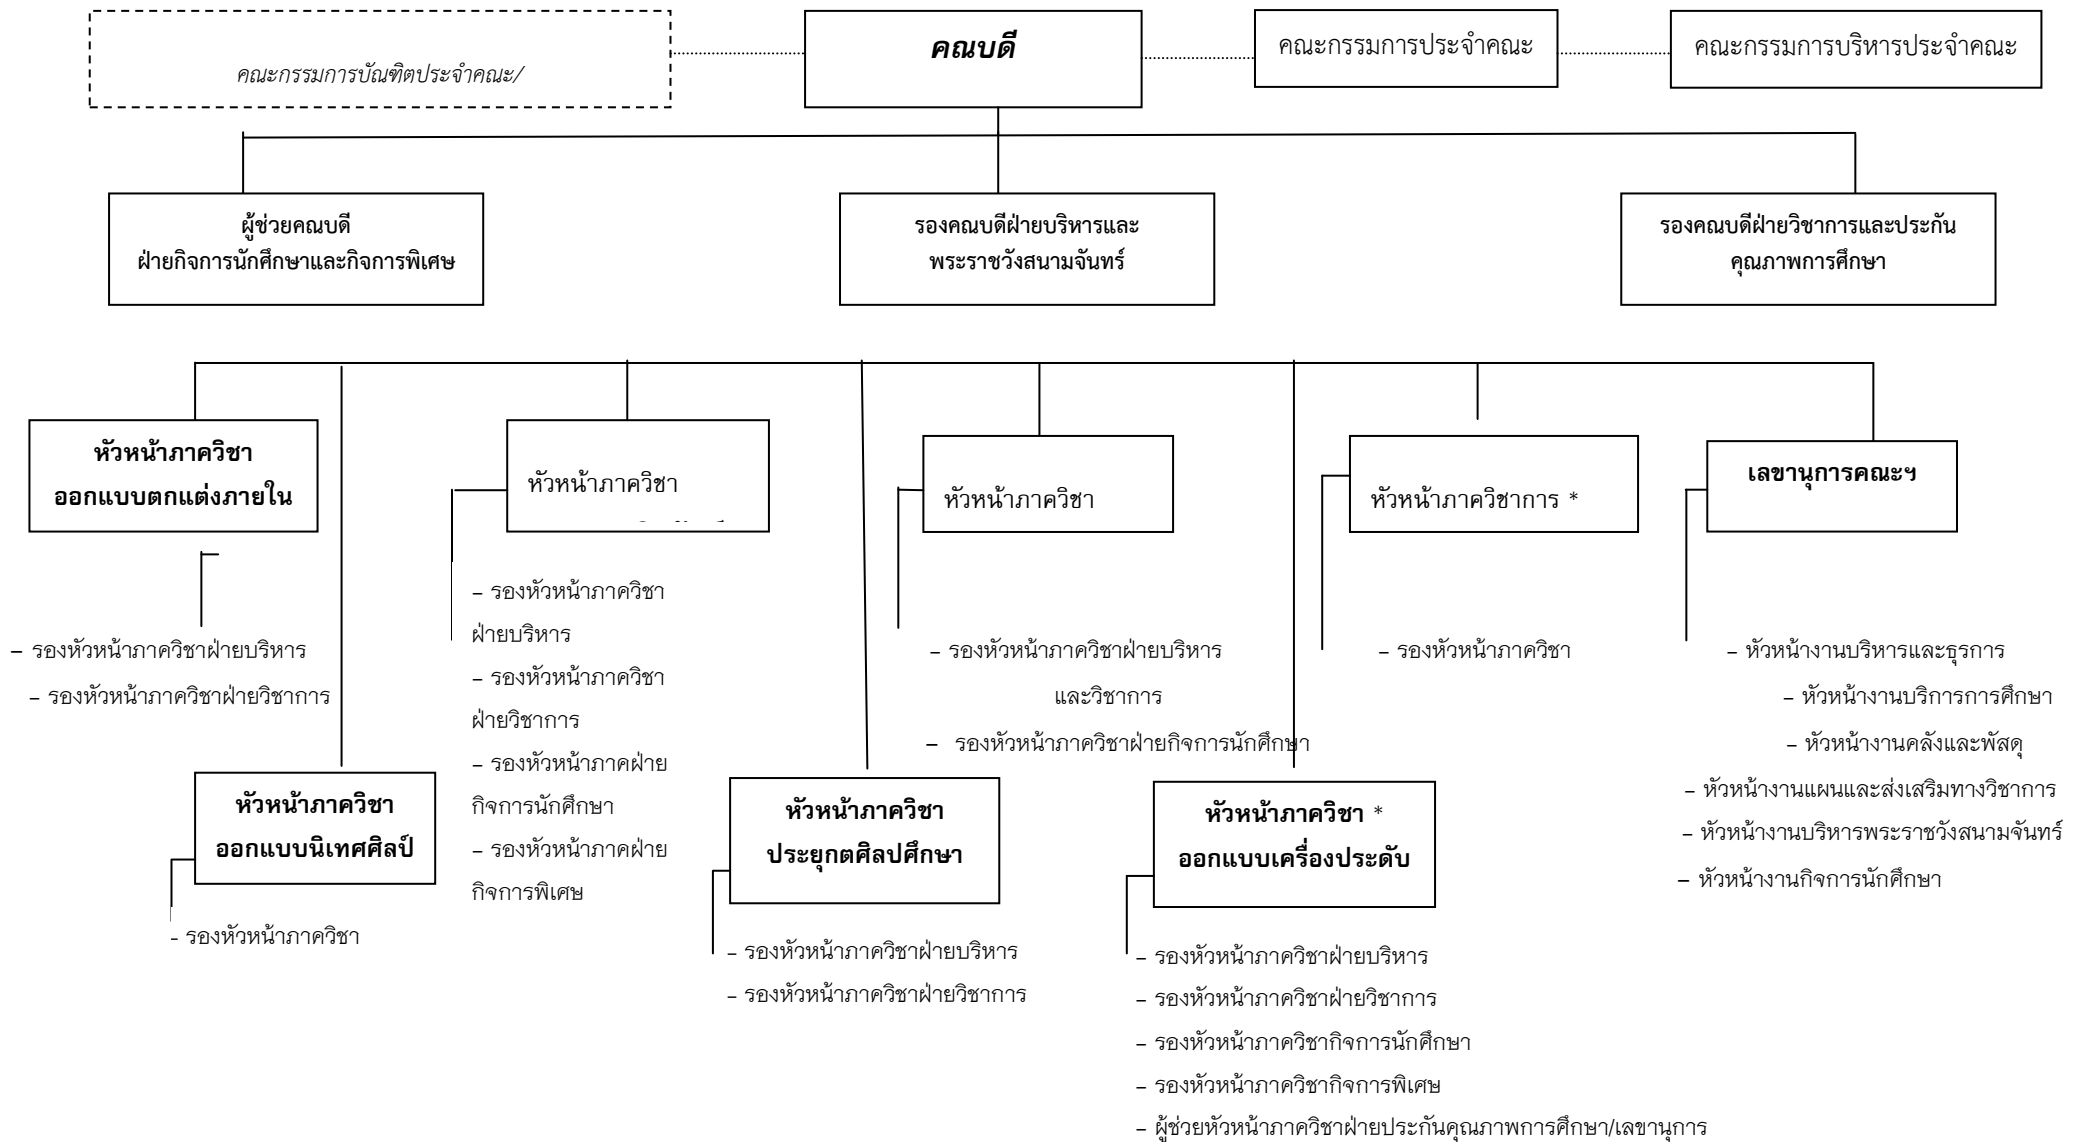 คณะกรรมการบัณฑิตประจำคณะ/
คณบดี
คณะกรรมการประจำคณะ
คณะกรรมการบริหารประจำคณะ
ผู้ช่วยคณบดี
ฝ่ายกิจการนักศึกษาและกิจการพิเศษ
รองคณบดีฝ่ายบริหารและ
พระราชวังสนามจันทร์
รองคณบดีฝ่ายวิชาการและประกัน
คุณภาพการศึกษา
หัวหน้าภาควิชา
ออกแบบตกแต่งภายใน
– รองหัวหน้าภาควิชาฝ่ายบริหาร
– รองหัวหน้าภาควิชาฝ่ายวิชาการ
หัวหน้าภาควิชา
ออกแบบนิเทศศิลป์
- รองหัวหน้าภาควิชา
หัวหน้าภาควิชา
– รองหัวหน้าภาควิชา
ฝ่ายบริหาร
– รองหัวหน้าภาควิชา
ฝ่ายวิชาการ
– รองหัวหน้าภาคฝ่าย
กิจการนักศึกษา
– รองหัวหน้าภาคฝ่าย
กิจการพิเศษ
หัวหน้าภาควิชา
ประยุกตศิลปศึกษา
– รองหัวหน้าภาควิชาฝ่ายบริหาร
– รองหัวหน้าภาควิชาฝ่ายวิชาการ
หัวหน้าภาควิชา
– รองหัวหน้าภาควิชาฝ่ายบริหาร
และวิชาการ
– รองหัวหน้าภาควิชาฝ่ายกิจการนักศึกษา
หัวหน้าภาควิชา *
ออกแบบเครื่องประดับ
– รองหัวหน้าภาควิชาฝ่ายบริหาร
– รองหัวหน้าภาควิชาฝ่ายวิชาการ
– รองหัวหน้าภาควิชากิจการนักศึกษา
– รองหัวหน้าภาควิชากิจการพิเศษ
– ผู้ช่วยหัวหน้าภาควิชาฝ่ายประกันคุณภาพการศึกษา/เลขานุการ
หัวหน้าภาควิชาการ *
– รองหัวหน้าภาควิชา
เลขานุการคณะฯ
– หัวหน้างานบริหารและธุรการ
– หัวหน้างานบริการการศึกษา
– หัวหน้างานคลังและพัสดุ
– หัวหน้างานแผนและส่งเสริมทางวิชาการ
– หัวหน้างานบริหารพระราชวังสนามจันทร์
– หัวหน้างานกิจการนักศึกษา